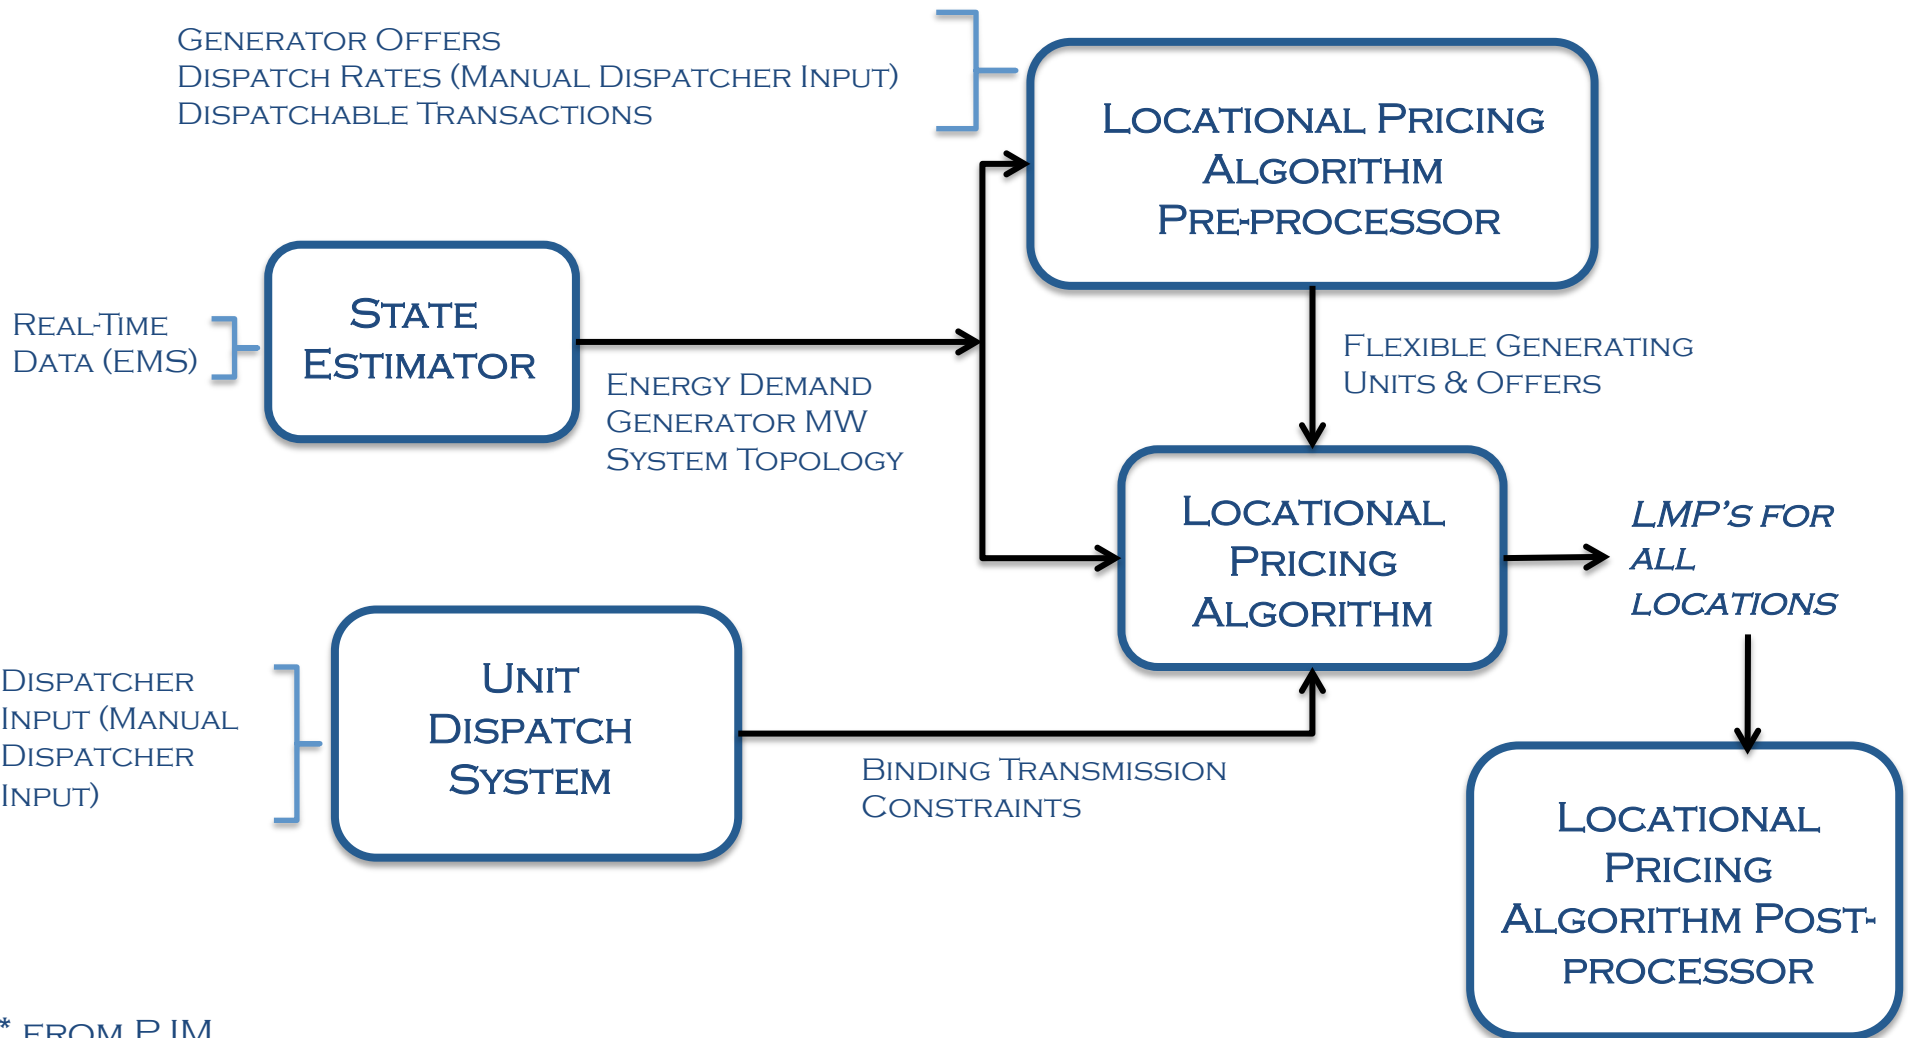 Generator Offers
Dispatch Rates (Manual Dispatcher Input)
Dispatchable Transactions
Locational Pricing
Algorithm
Pre-processor
State
Estimator
Real-Time
Data (EMS)
Energy Demand
Generator MW
System Topology
Flexible Generating
Units & Offers
Locational
Pricing
Algorithm
LMP's for
all
locations
Dispatcher
Input (Manual
Dispatcher
Input)
Unit
Dispatch
System
Binding Transmission
Constraints
Locational
Pricing
Algorithm Post-
processor
* from PJM